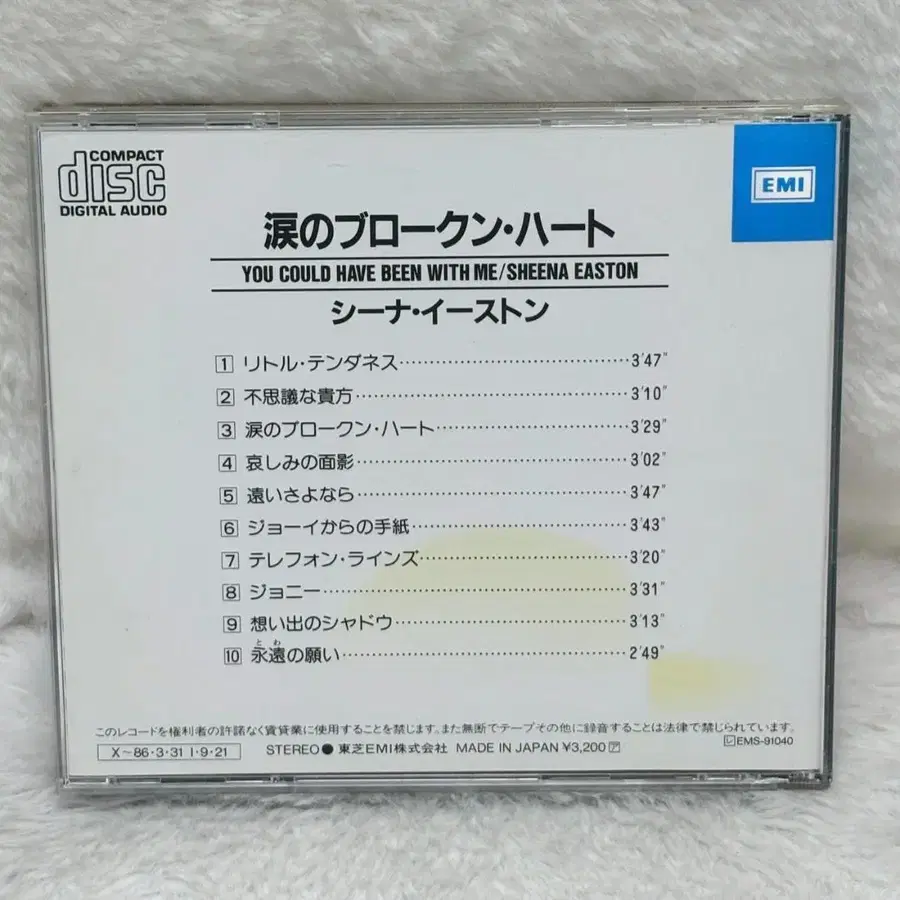 COMPACT
disc
DIGITAL AUDIO
EMI
涙のブロークン・ハート
YOU COULD HAVE BEEN WITH ME/SHEENA EASTON
シーナ・イーストン
1 リトル・テンダネス 3'47"
2 不思議な貴方 3'10"
3 涙のブロークン・ハート 3'29"
4 哀しみの面影 3'02"
5 遠いさよなら 3'47"
6 ジョーイからの手紙 3'43"
7 テレフォン・ラインズ 3'20"
8 ジョニー 3'31"
9 想い出のシャドウ 3'13"
とわ
10 永遠の願い 2'49"
このレコードを権利者の許諾なく賃貸業に使用することを禁じます。また無断でテープその他に録音することは法律で禁じられています。
X〜86・3・31 I・9・21 STEREO● 東芝EMI株式会社 MADE IN JAPAN ¥3,200 ア レ EMS-91040